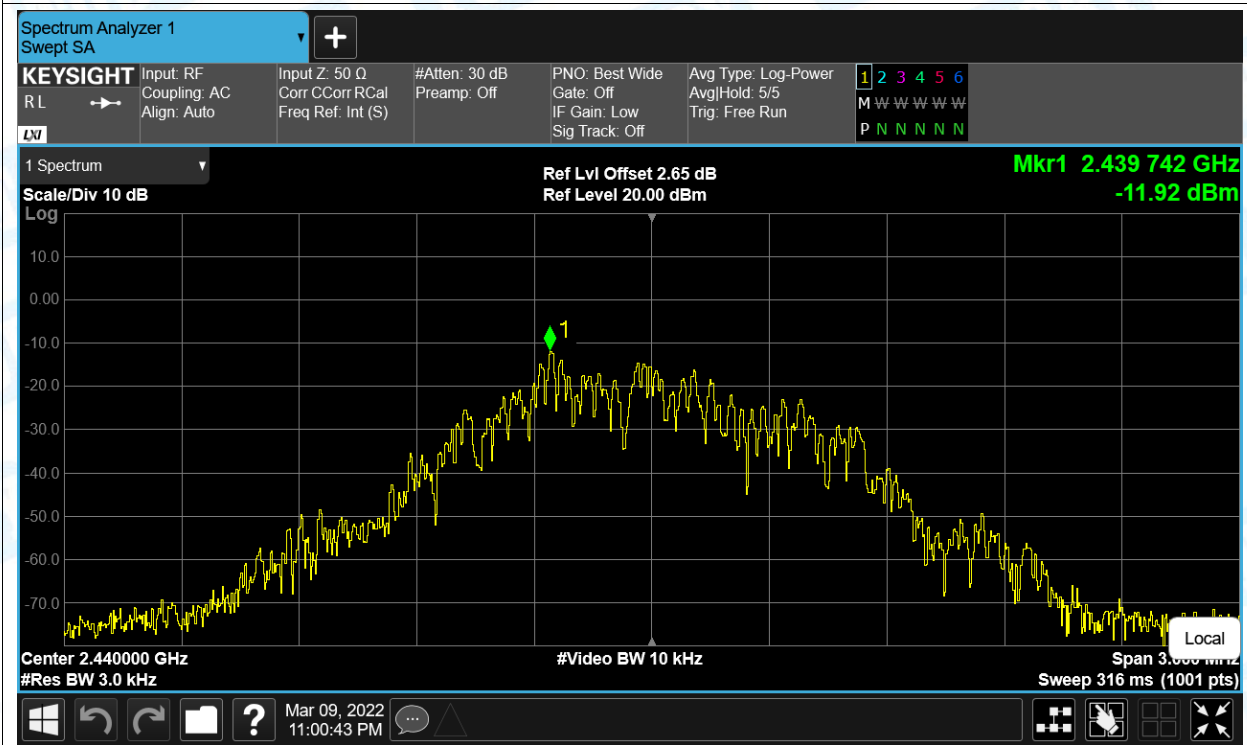 Spectrum Analyzer 1
Swept SA
KEYSIGHT
R L
LXI
Input: RF
Coupling: AC
Align: Auto
Input Z: 50 Ω
Corr CCorr RCal
Freq Ref: Int (S)
#Atten: 30 dB
Preamp: Off
PNO: Best Wide
Gate: Off
IF Gain: Low
Sig Track: Off
Avg Type: Log-Power
Avg|Hold: 5/5
Trig: Free Run
1 2 3 4 5 6
M W W W W W
P N N N N N
1 Spectrum
Scale/Div 10 dB
Log
Ref Lvl Offset 2.65 dB
Ref Level 20.00 dBm
Mkr1 2.439 742 GHz
-11.92 dBm
10.0
0.00
-10.0
-20.0
-30.0
-40.0
-50.0
-60.0
-70.0
1
Local
Center 2.440000 GHz
#Video BW 10 kHz
Span
#Res BW 3.0 kHz
Sweep 316 ms (1001 pts)
?
Mar 09, 2022
11:00:43 PM